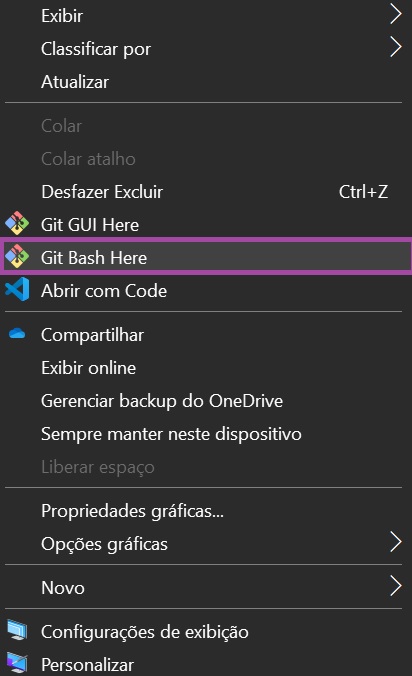 Exibir
Classificar por
Atualizar
Colar
Colar atalho
Desfazer Excluir Ctrl+Z
Git GUI Here
Git Bash Here
Abrir com Code
Compartilhar
Exibir online
Gerenciar backup do OneDrive
Sempre manter neste dispositivo
Liberar espaço
Propriedades gráficas...
Opções gráficas
Novo
Configurações de exibição
Personalizar